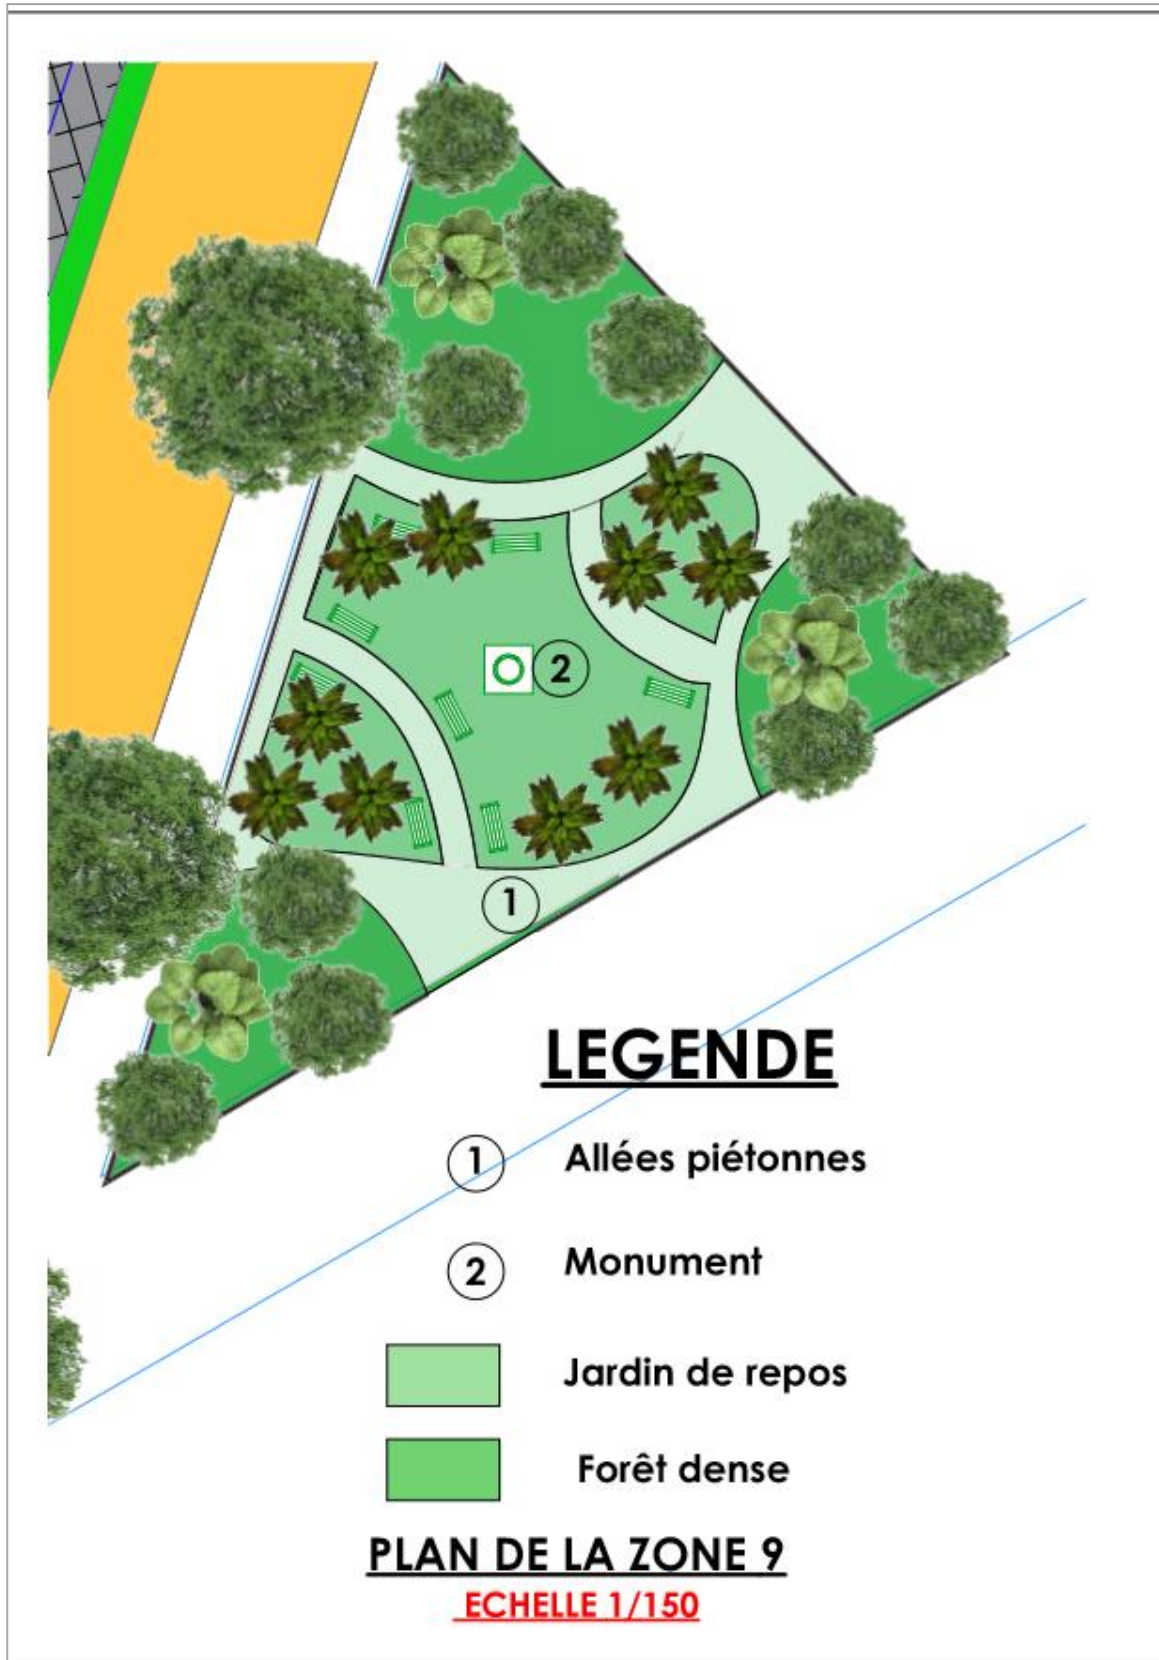 2
1
LEGENDE
1 Allées piétonnes
2 Monument
Jardin de repos
Forêt dense
PLAN DE LA ZONE 9
ECHELLE 1/150